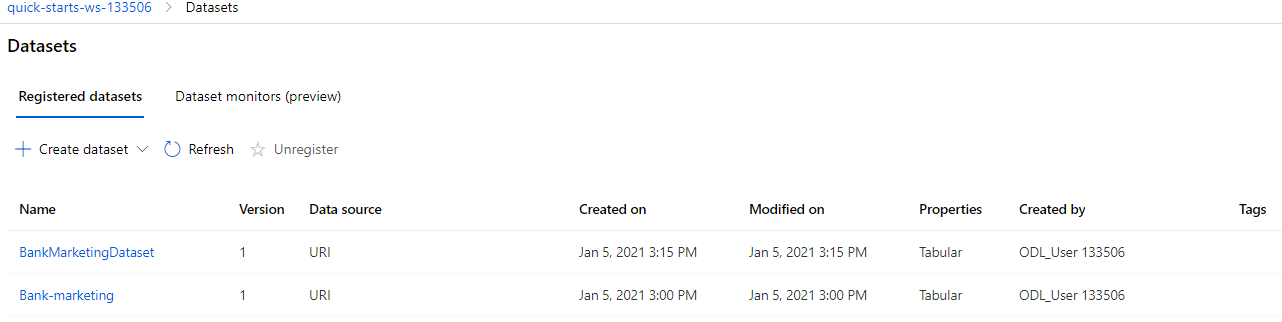 quick-starts-ws-133506 > Datasets
Datasets
Registered datasets Dataset monitors (preview)
Create dataset Refresh Unregister
Name Version Data source Created on Modified on Properties Created by Tags
BankMarketingDataset 1 URI Jan 5, 2021 3:15 PM Jan 5, 2021 3:15 PM Tabular ODL_User 133506
Bank-marketing 1 URI Jan 5, 2021 3:00 PM Jan 5, 2021 3:00 PM Tabular ODL_User 133506